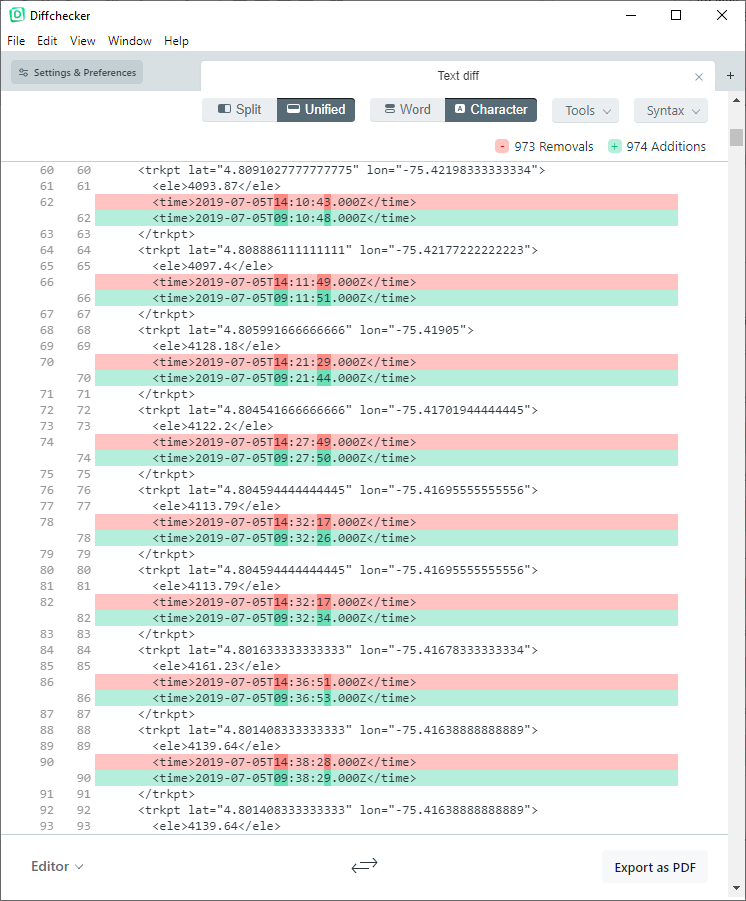 Diffchecker
File Edit View Window Help
Settings & Preferences
Text diff
Split Unified Word Character Tools Syntax
- 973 Removals + 974 Additions
60 60 <trkpt lat="4.8091027777777775" lon="-75.42198333333334">
61 61 <ele>4093.87</ele>
62 <time>2019-07-05T14:10:43.000Z</time>
62 <time>2019-07-05T09:10:48.000Z</time>
63 63 </trkpt>
64 64 <trkpt lat="4.808886111111111" lon="-75.42177222222223">
65 65 <ele>4097.4</ele>
66 <time>2019-07-05T14:11:49.000Z</time>
66 <time>2019-07-05T09:11:51.000Z</time>
67 67 </trkpt>
68 68 <trkpt lat="4.805991666666666" lon="-75.41905">
69 69 <ele>4128.18</ele>
70 <time>2019-07-05T14:21:29.000Z</time>
70 <time>2019-07-05T09:21:44.000Z</time>
71 71 </trkpt>
72 72 <trkpt lat="4.804541666666666" lon="-75.41701944444445">
73 73 <ele>4122.2</ele>
74 <time>2019-07-05T14:27:49.000Z</time>
74 <time>2019-07-05T09:27:50.000Z</time>
75 75 </trkpt>
76 76 <trkpt lat="4.804594444444445" lon="-75.41695555555556">
77 77 <ele>4113.79</ele>
78 <time>2019-07-05T14:32:17.000Z</time>
78 <time>2019-07-05T09:32:26.000Z</time>
79 79 </trkpt>
80 80 <trkpt lat="4.804594444444445" lon="-75.41695555555556">
81 81 <ele>4113.79</ele>
82 <time>2019-07-05T14:32:17.000Z</time>
82 <time>2019-07-05T09:32:34.000Z</time>
83 83 </trkpt>
84 84 <trkpt lat="4.801633333333333" lon="-75.41678333333334">
85 85 <ele>4161.23</ele>
86 <time>2019-07-05T14:36:51.000Z</time>
86 <time>2019-07-05T09:36:53.000Z</time>
87 87 </trkpt>
88 88 <trkpt lat="4.801408333333333" lon="-75.41638888888889">
89 89 <ele>4139.64</ele>
90 <time>2019-07-05T14:38:28.000Z</time>
90 <time>2019-07-05T09:38:29.000Z</time>
91 91 </trkpt>
92 92 <trkpt lat="4.801408333333333" lon="-75.41638888888889">
93 93 <ele>4139.64</ele>
Editor Export as PDF